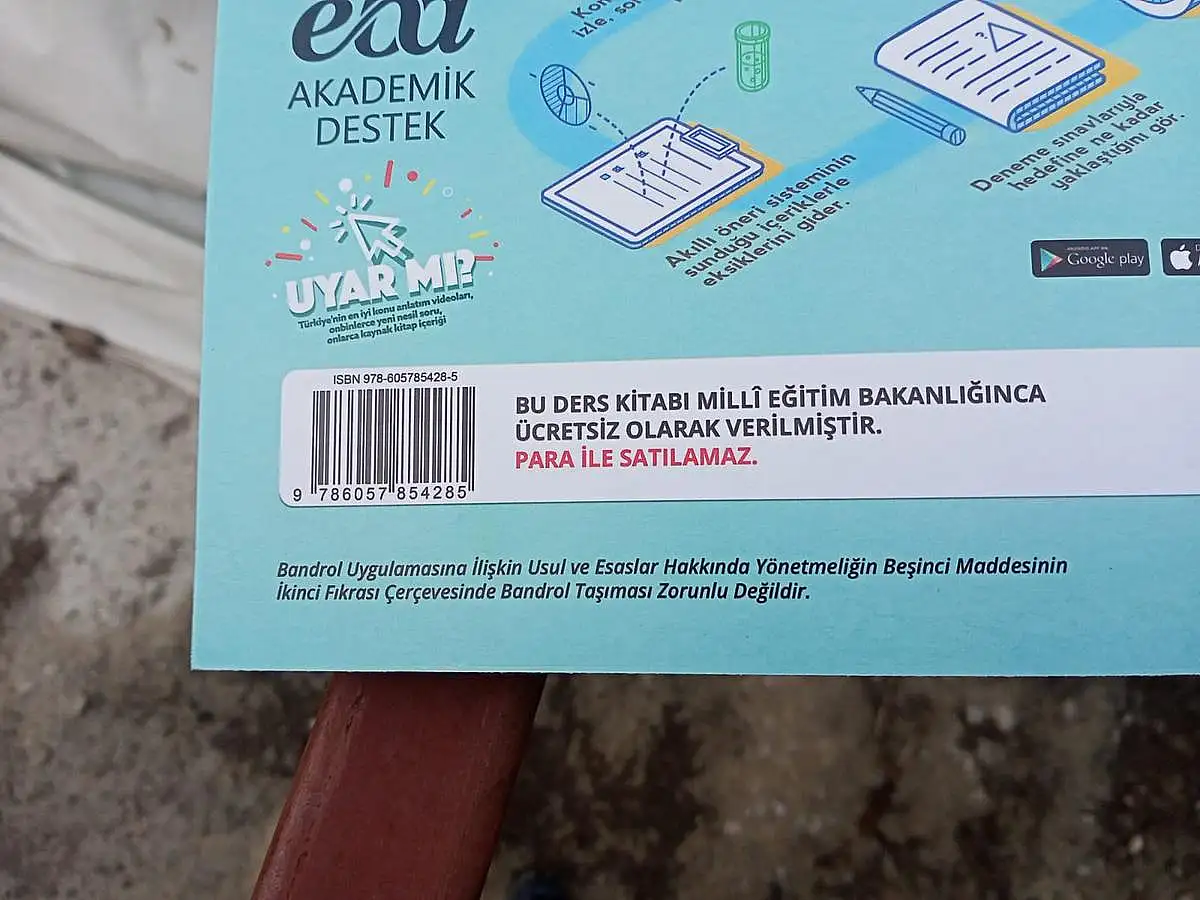 eba
AKADEMİK
DESTEK
izle,
UYAR MI?
Türkiye'nin en iyi konu anlatım videoları,
onbinlerce yeni nesil soru,
onlarca kaynak kitap içeriği
Akıllı öneri sisteminin
sunduğu içeriklerle
eksiklerini gider.
Deneme sınavlarıyla
hedefine ne kadar
yaklaştığını gör.
Google play
ISBN 978-605785428-5
9 786057 854285
BU DERS KİTABI MİLLÎ EĞİTİM BAKANLIĞINCA
ÜCRETSİZ OLARAK VERİLMİŞTİR.
PARA İLE SATILAMAZ.
Bandrol Uygulamasına İlişkin Usul ve Esaslar Hakkında Yönetmeliğin Beşinci Maddesinin
İkinci Fıkrası Çerçevesinde Bandrol Taşıması Zorunlu Değildir.